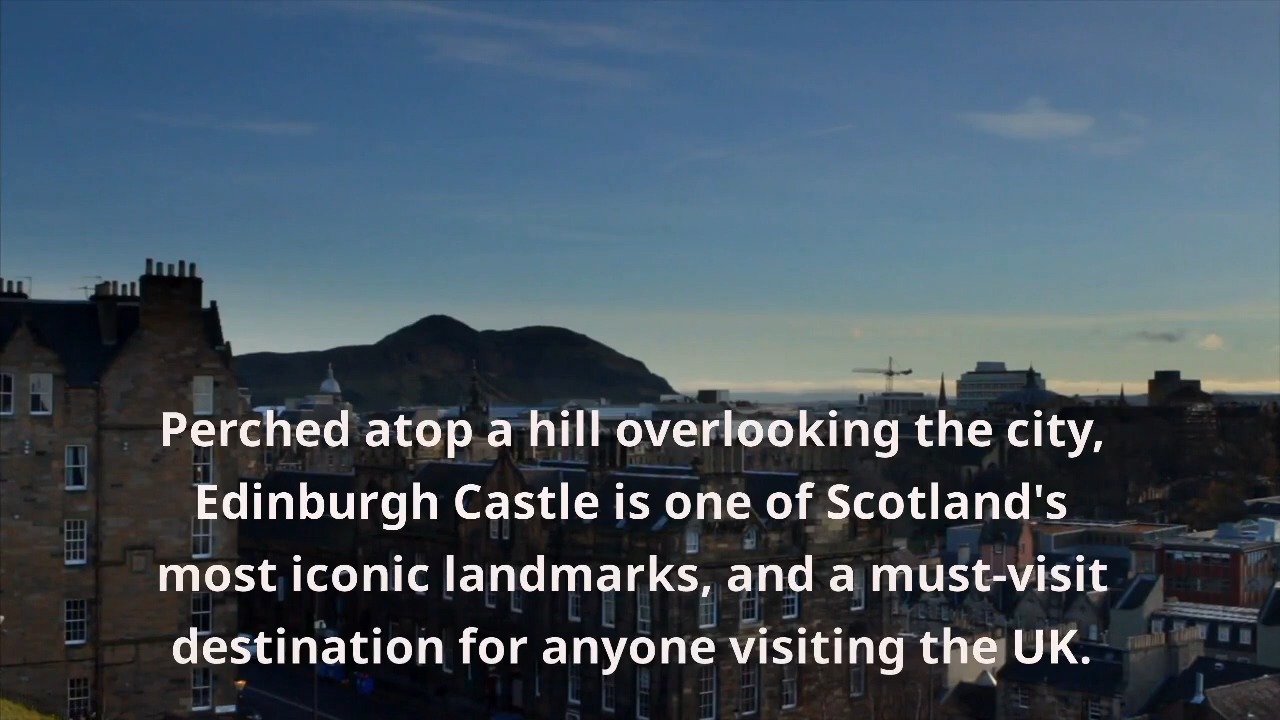 Perched atop a hill overlooking the city,
Edinburgh Castle is one of Scotland's
most iconic landmarks, and a must-visit
destination for anyone visiting the UK.